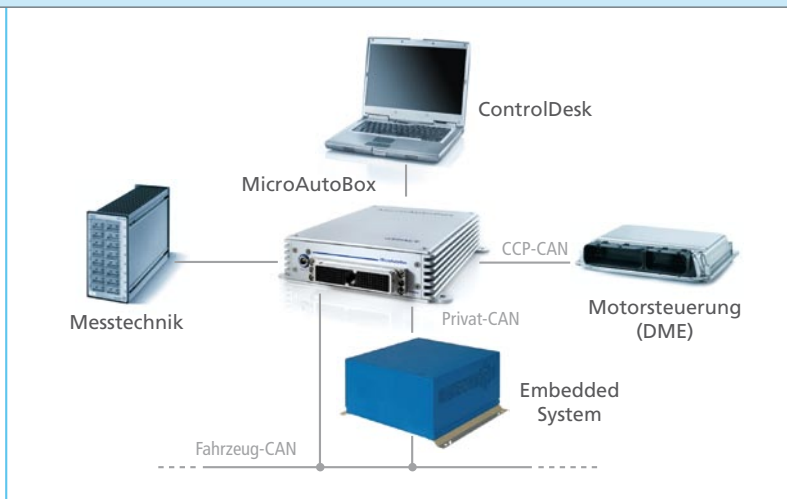 ControlDesk
MicroAutoBox
CCP-CAN
Messtechnik
Privat-CAN
Motorsteuerung
(DME)
Embedded
System
Fahrzeug-CAN